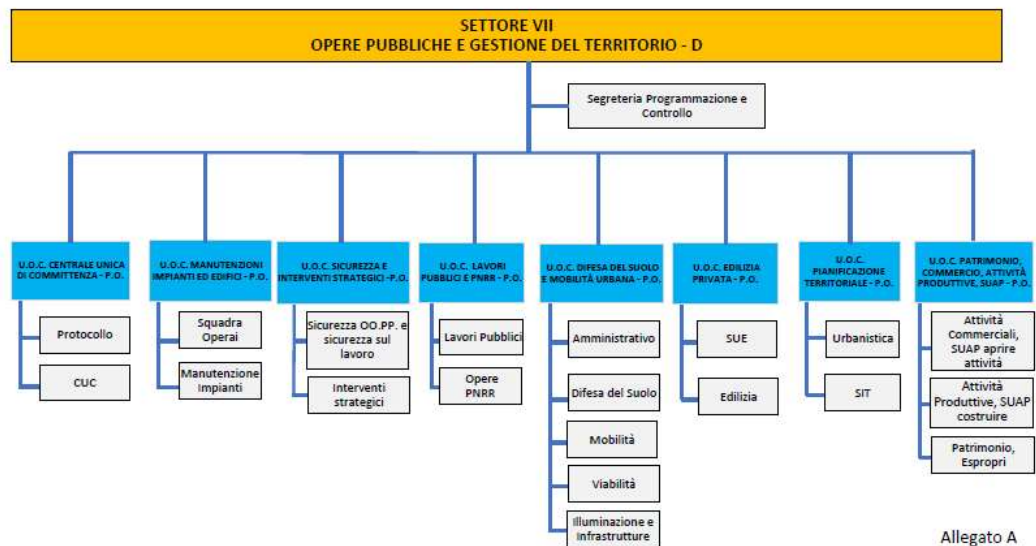 SETTORE VII
OPERE PUBBLICHE E GESTIONE DEL TERRITORIO - D
Segreteria Programmazione e
Controllo
U.O.C. CENTRALE UNICA
DI COMMITTENZA - P.O.
Protocollo
CUC
U.O.C. MANUTENZIONI
IMPIANTI ED EDIFICI - P.O.
Squadra
Operai
Manutenzione
Impianti
U.O.C. SICUREZZA E
INTERVENTI STRATEGICI -P.O.
Sicurezza OO.PP. e
sicurezza sul
lavoro
Interventi
strategici
U.O.C. LAVORI
PUBBLICI E PNRR - P.O.
Lavori Pubblici
Opere
PNRR
U.O.C. DIFESA DEL SUOLO
E MOBILITÀ URBANA - P.O.
Amministrativo
Difesa del Suolo
Mobilità
Viabilità
Illuminazione e
Infrastrutture
U.O.C. EDILIZIA
PRIVATA - P.O.
SUE
Edilizia
U.O.C.
PIANIFICAZIONE
TERRITORIALE - P.O.
Urbanistica
SIT
U.O.C. PATRIMONIO,
COMMERCIO, ATTIVITÀ
PRODUTTIVE, SUAP - P.O.
Attività
Commerciali,
SUAP aprire
attività
Attività
Produttive, SUAP
costruire
Patrimonio,
Espropri
Allegato A